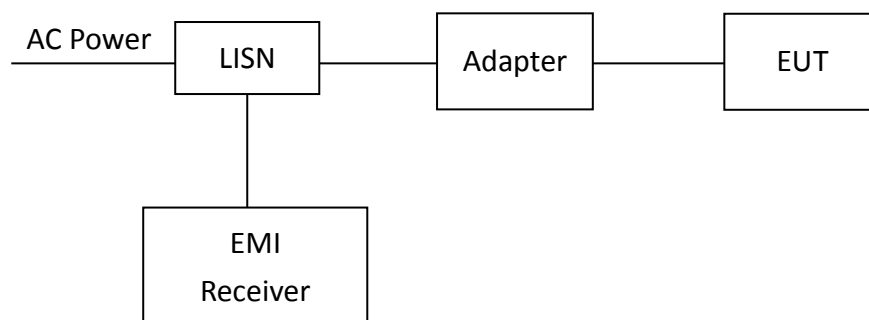 AC Power
LISN
Adapter
EUT
EMI
Receiver